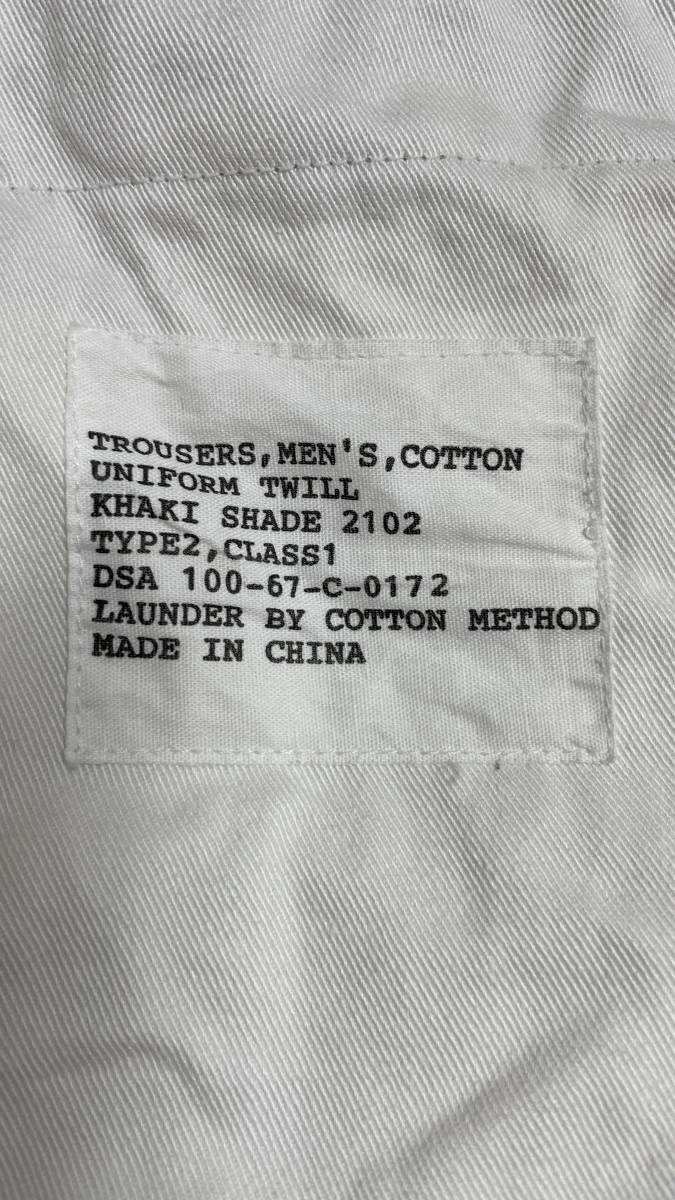 TROUSERS,MEN'S,COTTON
UNIFORM TWILL
KHAKI SHADE 2102
TYPE2,CLASS1
DSA 100-67-C-0172
LAUNDER BY COTTON METHOD
MADE IN CHINA